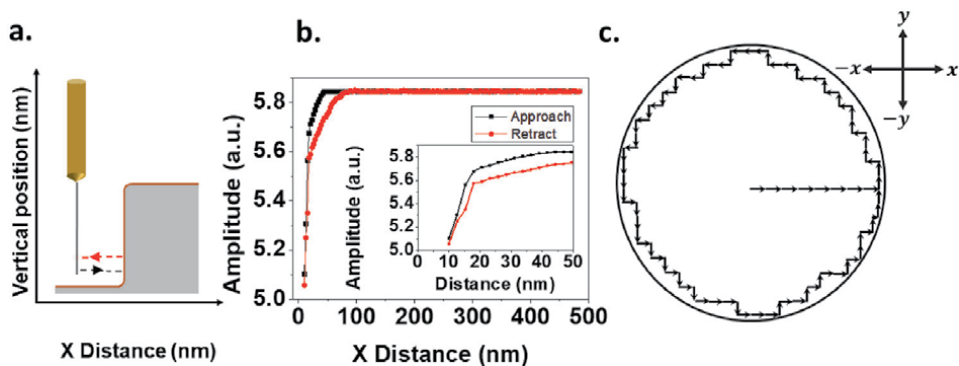 a.
Vertical position (nm)
X Distance (nm)
b.
Amplitude (a.u.)
5.8
5.6
5.4
5.2
5.0
0 100 200 300 400 500
X Distance (nm)
Approach
Retract
Amplitude (a.u.)
5.8
5.6
5.4
5.2
5.0
0 10 20 30 40 50
Distance (nm)
c.
y
−x
x
−y